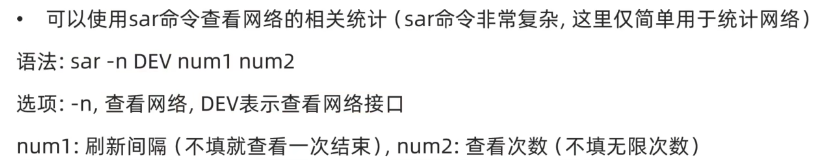 • 可以使用sar命令查看网络的相关统计（sar命令非常复杂, 这里仅简单用于统计网络）
语法: sar -n DEV num1 num2
选项: -n, 查看网络, DEV表示查看网络接口
num1: 刷新间隔（不填就查看一次结束）, num2: 查看次数（不填无限次数）